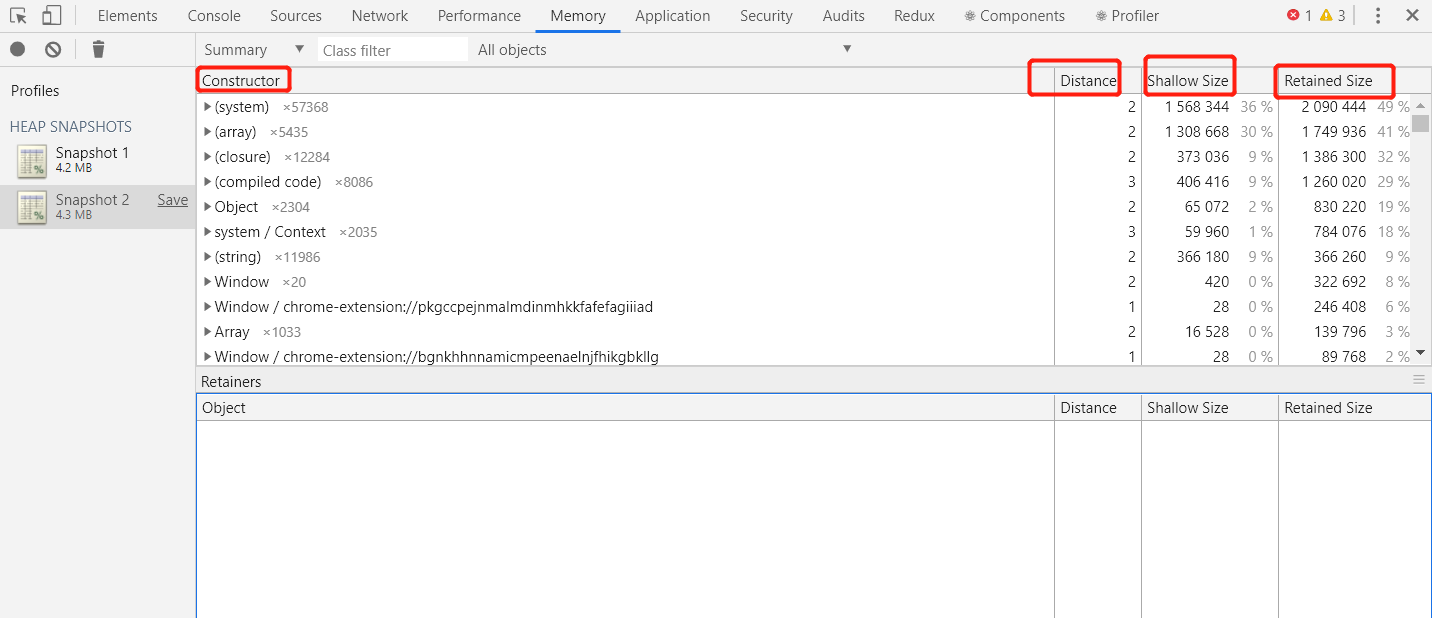 Elements Console Sources Network Performance Memory Application Security Audits Redux Components Profiler 1 3
Summary Class filter All objects
Profiles
HEAP SNAPSHOTS
Snapshot 1
4.2 MB
Snapshot 2 Save
4.3 MB
Constructor Distance Shallow Size Retained Size
(system) ×57368 2 1 568 344 36 % 2 090 444 49 %
(array) ×5435 2 1 308 668 30 % 1 749 936 41 %
(closure) ×12284 2 373 036 9 % 1 386 300 32 %
(compiled code) ×8086 3 406 416 9 % 1 260 020 29 %
Object ×2304 2 65 072 2 % 830 220 19 %
system / Context ×2035 3 59 960 1 % 784 076 18 %
(string) ×11986 2 366 180 9 % 366 260 9 %
Window ×20 2 420 0 % 322 692 8 %
Window / chrome-extension://pkgccpejnmalmdinmhkkfafefagiiiad 1 28 0 % 246 408 6 %
Array ×1033 2 16 528 0 % 139 796 3 %
Window / chrome-extension://bgnkhhnnamicmpeenaelnjfhikgbkllg 1 28 0 % 89 768 2 %
Retainers
Object Distance Shallow Size Retained Size